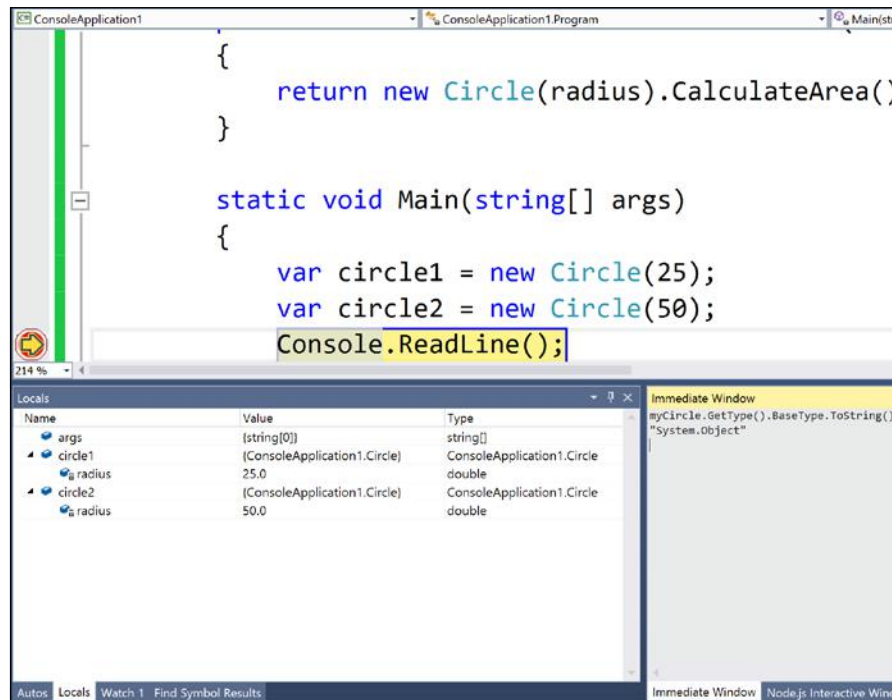 ConsoleApplication1 ConsoleApplication1.Program Main(str
{
return new Circle(radius).CalculateArea()
}
static void Main(string[] args)
{
var circle1 = new Circle(25);
var circle2 = new Circle(50);
Console.ReadLine();
214 %
Locals
Name Value Type
args {string[0]} string[]
circle1 {ConsoleApplication1.Circle} ConsoleApplication1.Circle
radius 25.0 double
circle2 {ConsoleApplication1.Circle} ConsoleApplication1.Circle
radius 50.0 double
Autos Locals Watch 1 Find Symbol Results
Immediate Window
myCircle.GetType().BaseType.ToString()
"System.Object"
Immediate Window Node.js Interactive Win